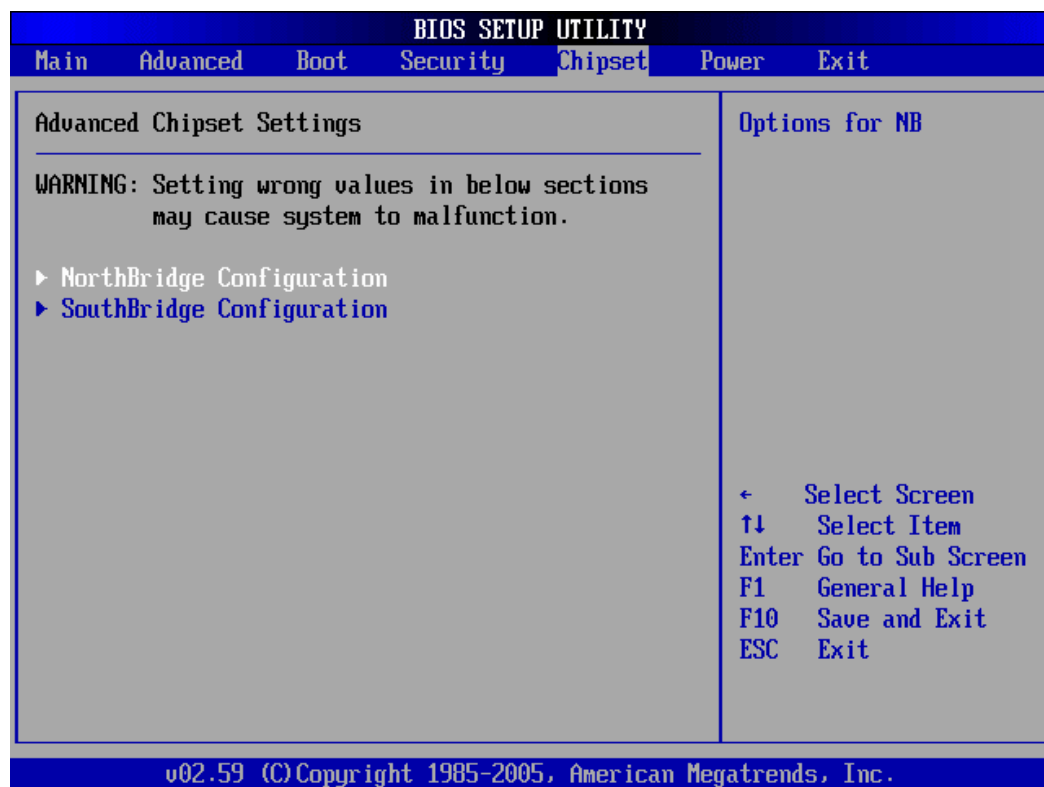 BIOS SETUP UTILITY
Main Advanced Boot Security Chipset Power Exit
Advanced Chipset Settings
WARNING: Setting wrong values in below sections
may cause system to malfunction.
▶ NorthBridge Configuration
▶ SouthBridge Configuration
Options for NB
← Select Screen
↑↓ Select Item
Enter Go to Sub Screen
F1 General Help
F10 Save and Exit
ESC Exit
v02.59 (C)Copyright 1985-2005, American Megatrends, Inc.